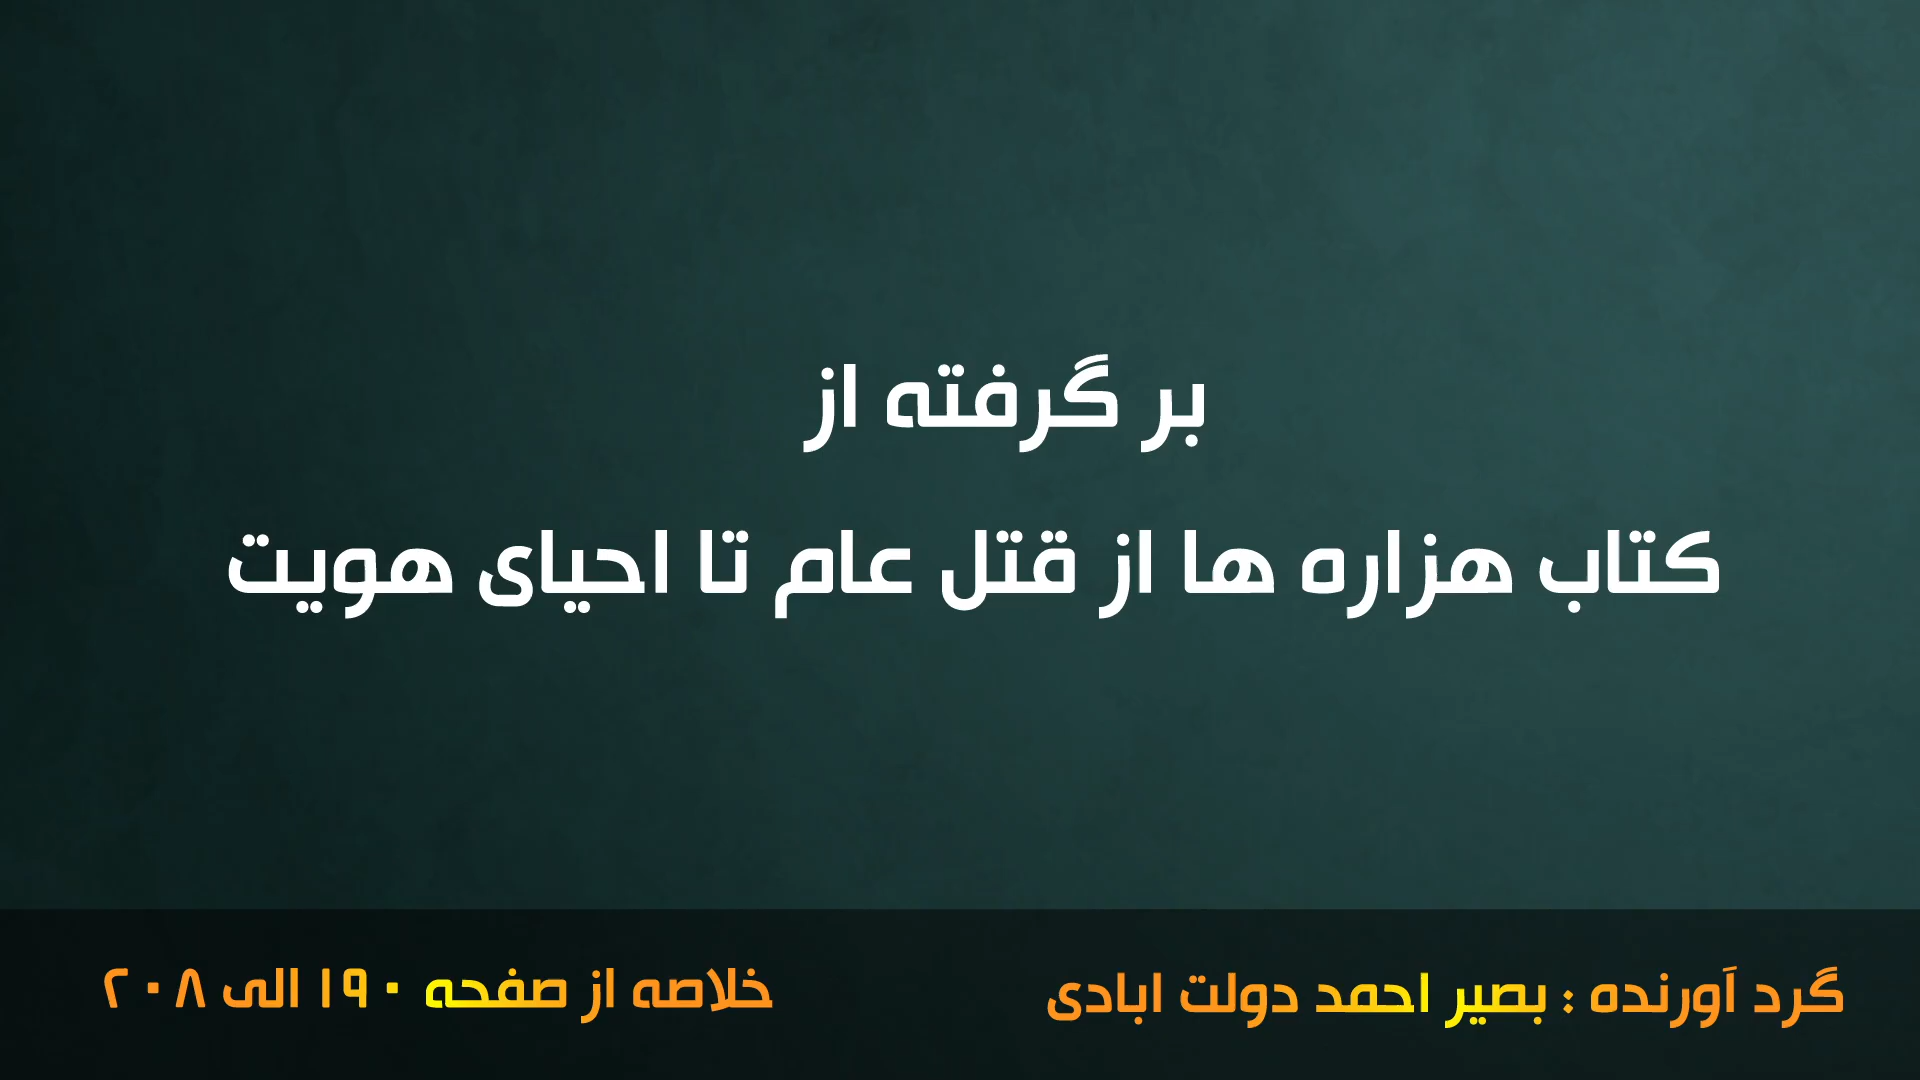 بر گرفته از
کتاب هزاره ها از قتل عام تا احیای هویت
گرد آورنده : بصیر احمد دولت ابادی
خلاصه از صفحه ۱۹۰ الی ۲۰۸